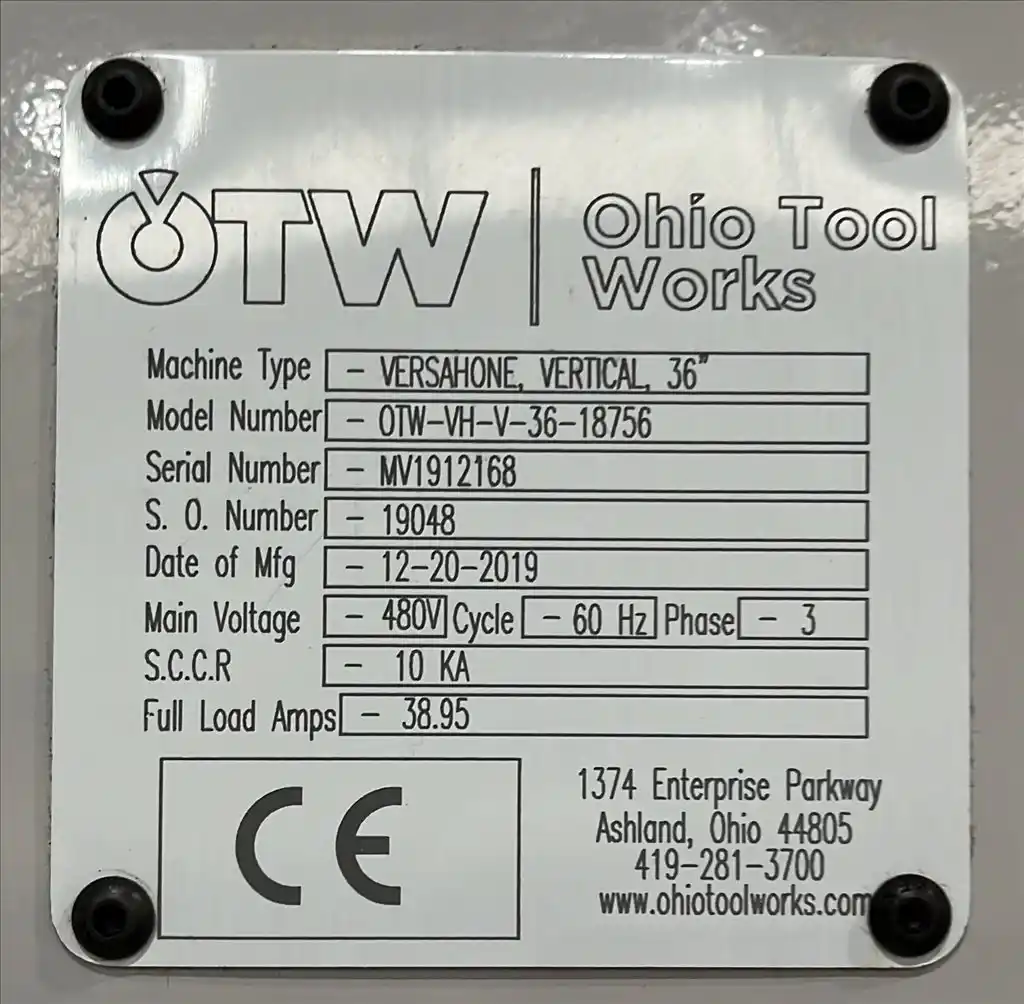 OTW | Ohio Tool
Works
Machine Type - VERSAHONE, VERTICAL, 36"
Model Number - OTW-VH-V-36-18756
Serial Number - MV1912168
S. O. Number - 19048
Date of Mfg - 12-20-2019
Main Voltage - 480V Cycle - 60 Hz Phase - 3
S.C.C.R - 10 KA
Full Load Amps - 38.95
CE
1374 Enterprise Parkway
Ashland, Ohio 44805
419-281-3700
www.ohiotoolworks.com